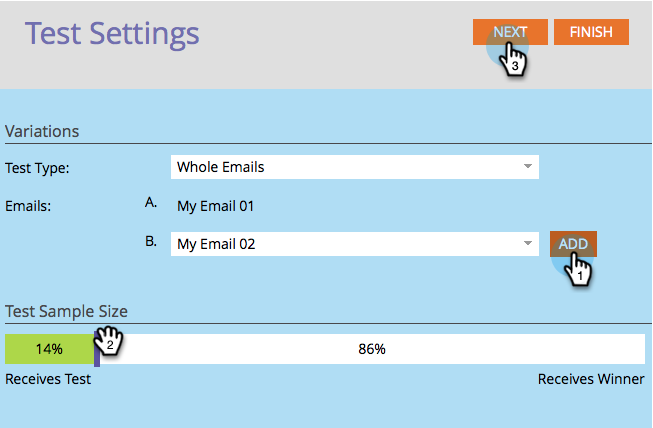 Test Settings
NEXT
FINISH
3
Variations
Test Type:
Whole Emails
Emails:
A.
My Email 01
B.
My Email 02
ADD
1
Test Sample Size
14%
2
86%
Receives Test
Receives Winner